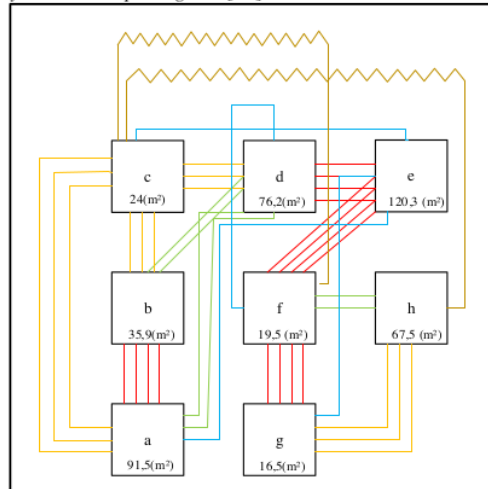 c
24(m²)
d
76,2(m²)
e
120,3 (m²)
b
35,9(m²)
f
19,5 (m²)
h
67,5 (m²)
a
91,5(m²)
g
16,5(m²)